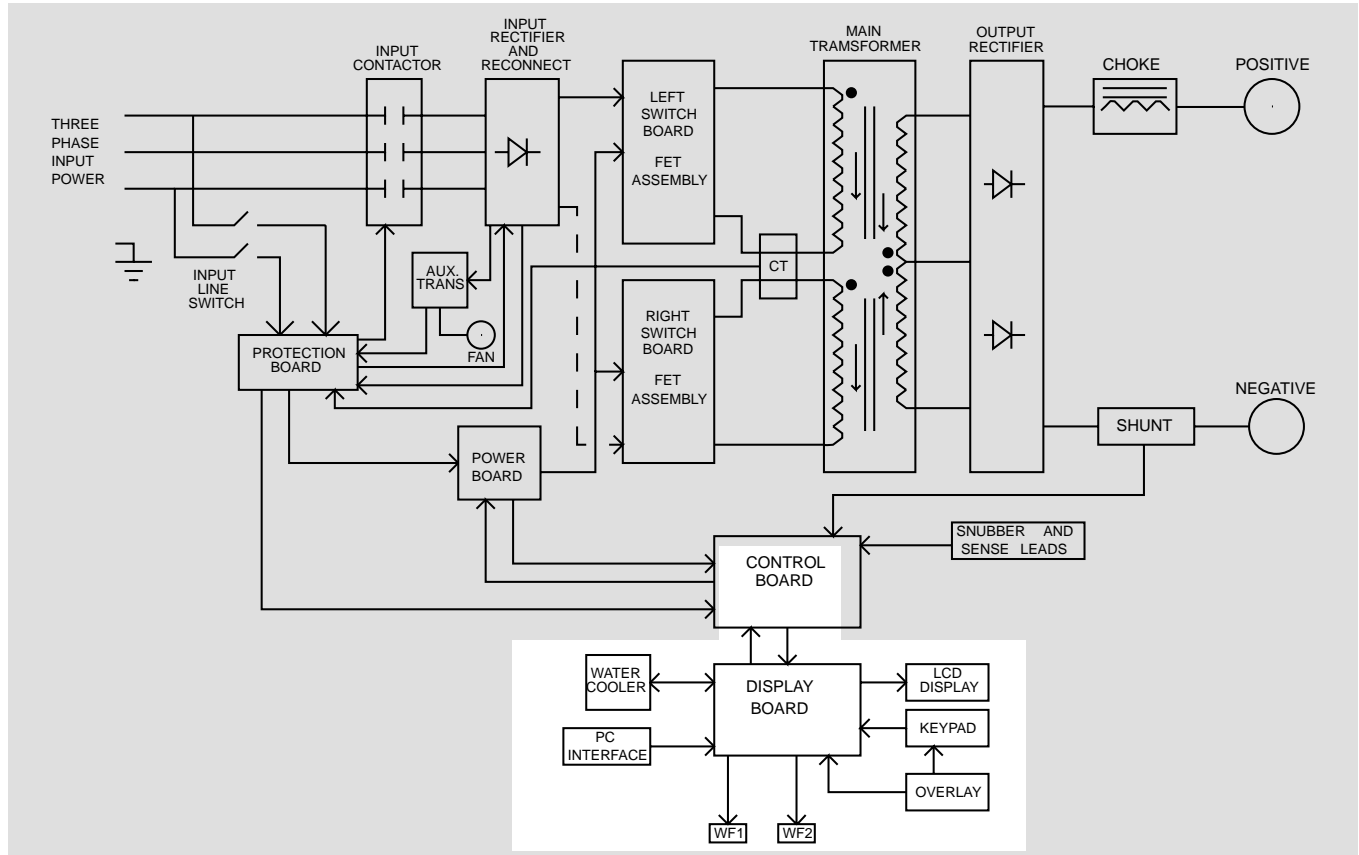 INPUT
CONTACTOR
INPUT
RECTIFIER
AND
RECONNECT
MAIN
TRAMSFORMER
OUTPUT
RECTIFIER
CHOKE
POSITIVE
THREE
PHASE
INPUT
POWER
LEFT
SWITCH
BOARD
FET
ASSEMBLY
INPUT
LINE
SWITCH
AUX.
TRANS
FAN
CT
PROTECTION
BOARD
RIGHT
SWITCH
BOARD
FET
ASSEMBLY
NEGATIVE
SHUNT
POWER
BOARD
CONTROL
BOARD
SNUBBER AND
SENSE LEADS
WATER
COOLER
DISPLAY
BOARD
LCD
DISPLAY
PC
INTERFACE
KEYPAD
OVERLAY
WF1
WF2